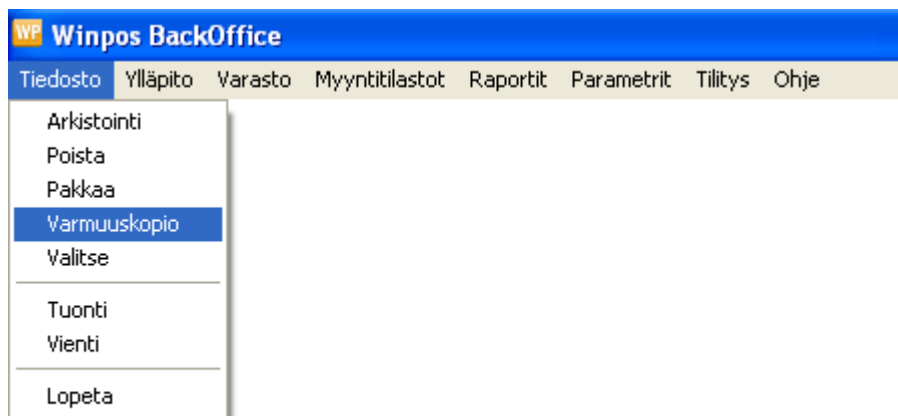 WP Winpos BackOffice
Tiedosto Ylläpito Varasto Myyntitilastot Raportit Parametrit Tilitys Ohje
Arkistointi
Poista
Pakkaa
Varmuuskopio
Valitse
Tuonti
Vienti
Lopeta